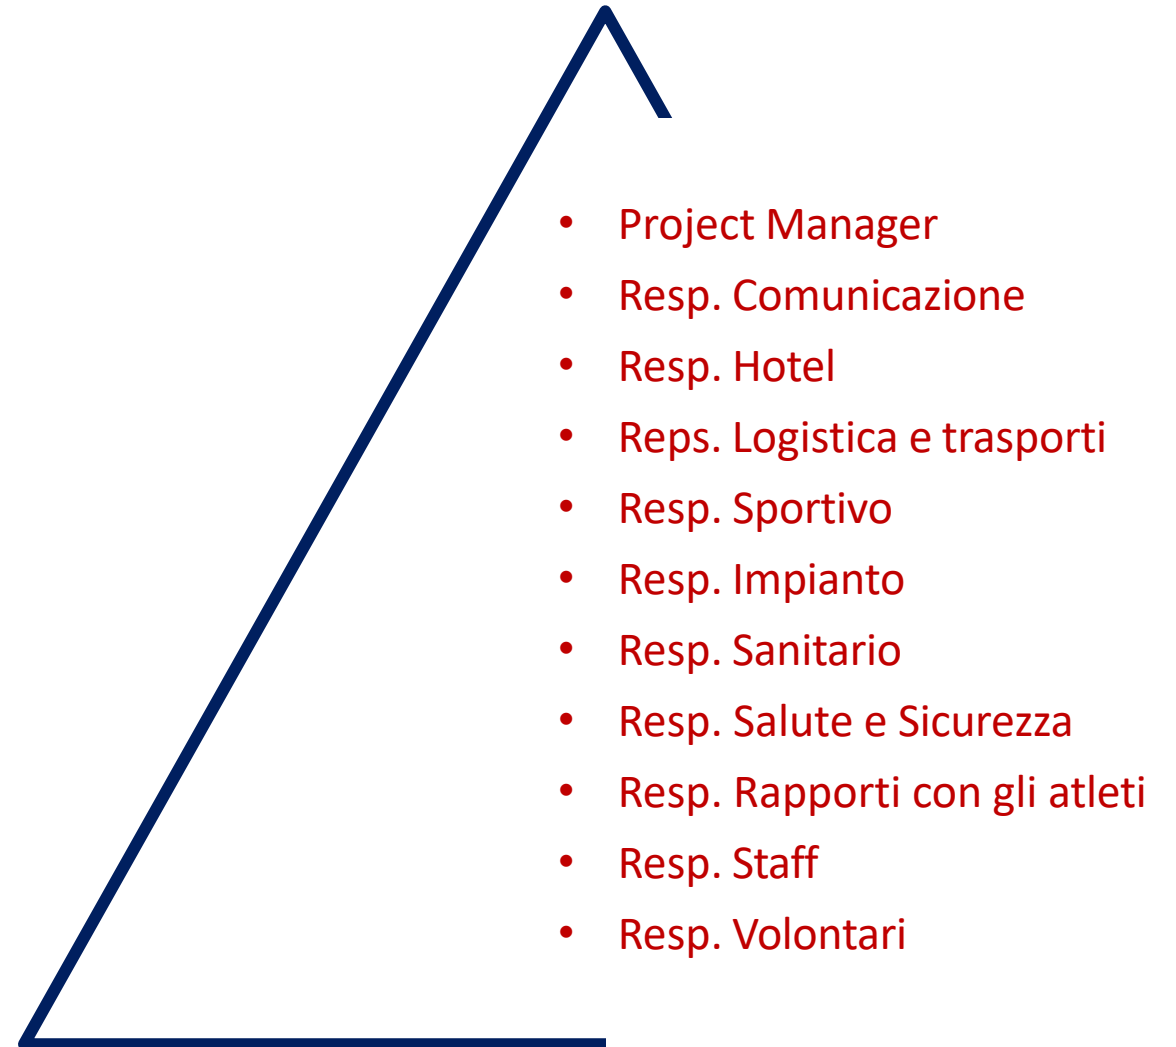 • Project Manager
• Resp. Comunicazione
• Resp. Hotel
• Reps. Logistica e trasporti
• Resp. Sportivo
• Resp. Impianto
• Resp. Sanitario
• Resp. Salute e Sicurezza
• Resp. Rapporti con gli atleti
• Resp. Staff
• Resp. Volontari